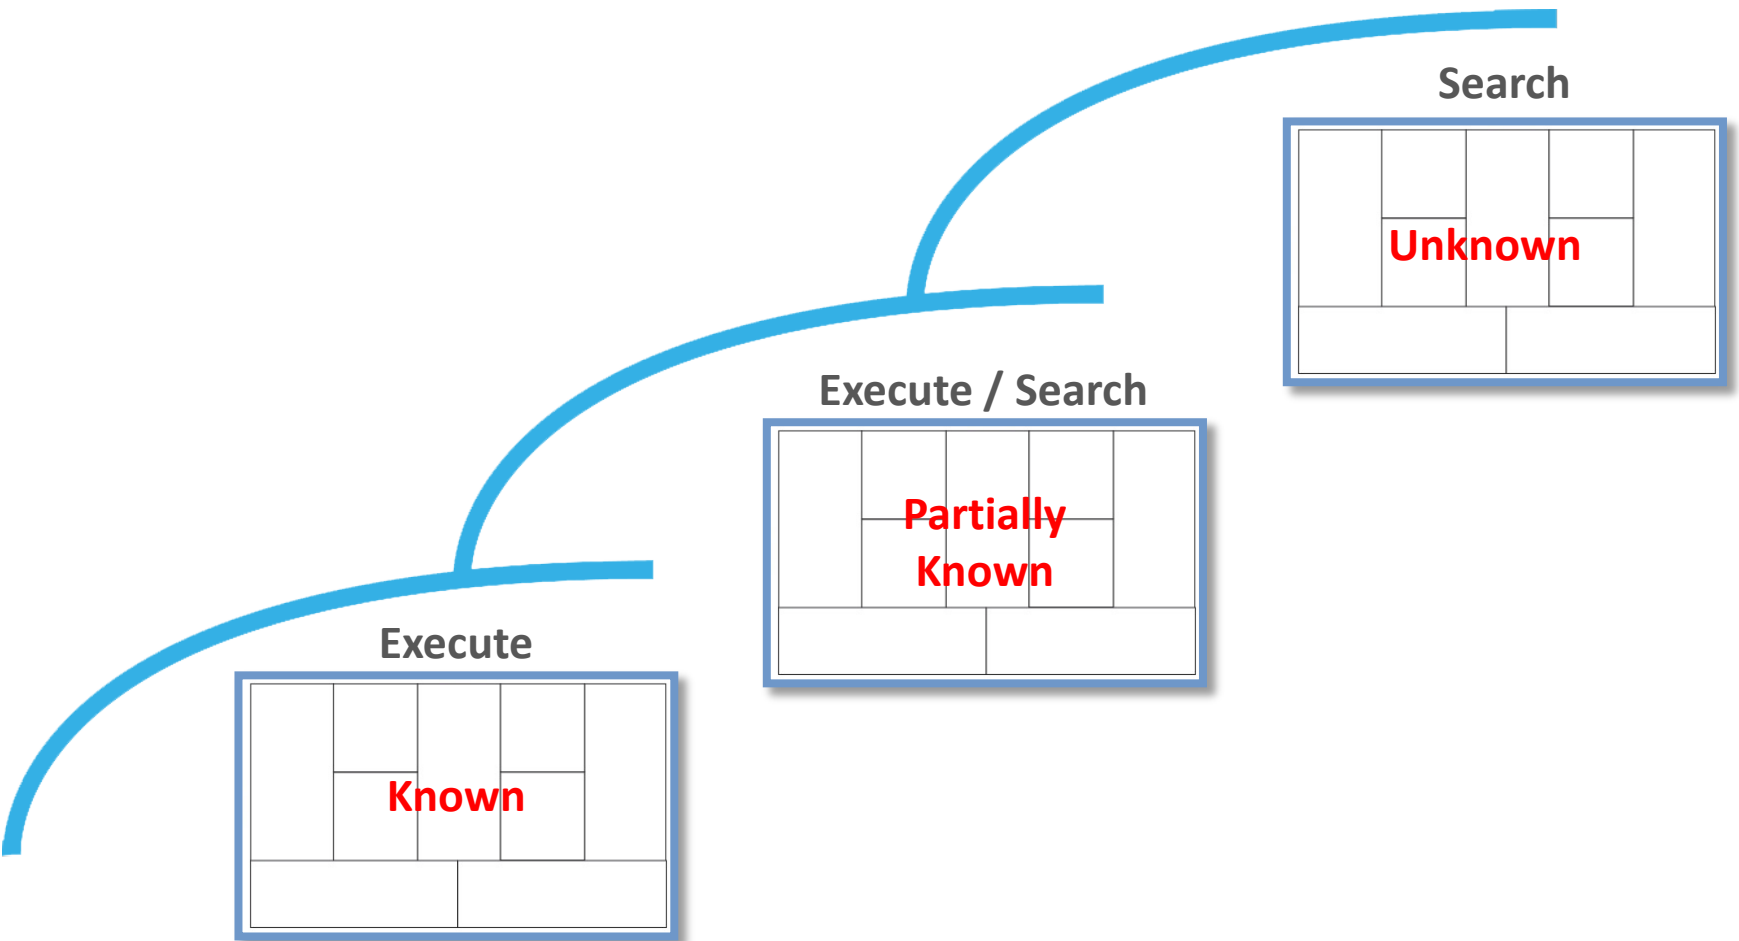 Search
Unknown
Execute / Search
Partially
Known
Execute
Known